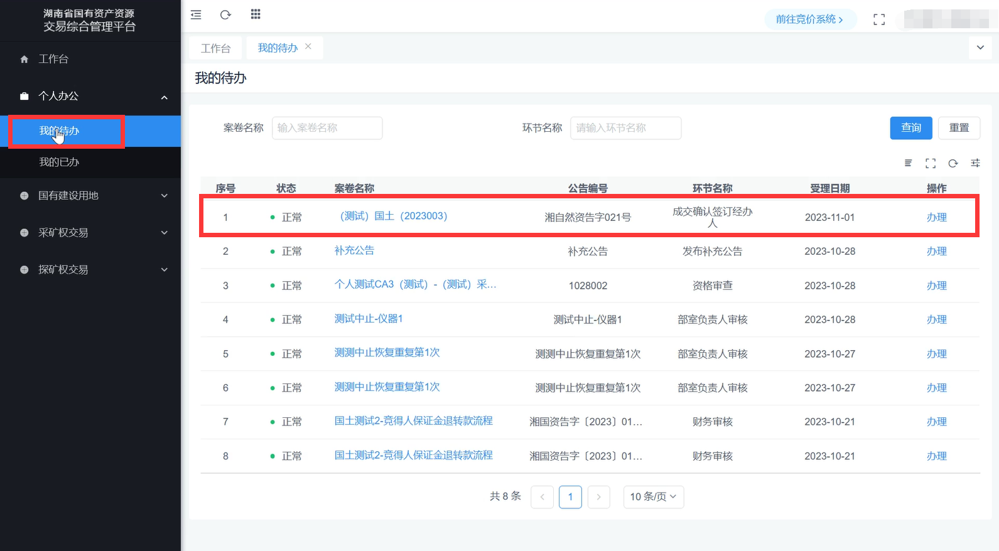 湖南省国有资产资源
交易综合管理平台
前往竞价系统
工作台
个人办公
我的待办
我的已办
国有建设用地
采矿权交易
探矿权交易
工作台 我的待办
我的待办
案卷名称 输入案卷名称 环节名称 请输入环节名称 查询 重置
序号 状态 案卷名称 公告编号 环节名称 受理日期 操作
1 正常 （测试）国土（2023003） 湘自然资告字021号 成交确认签订经办
人 2023-11-01 办理
2 正常 补充公告 补充公告 发布补充公告 2023-10-28 办理
3 正常 个人测试CA3（测试）-（测试）采... 1028002 资格审查 2023-10-28 办理
4 正常 测试中止-仪器1 测试中止-仪器1 部室负责人审核 2023-10-28 办理
5 正常 测测中止恢复重复第1次 测测中止恢复重复第1次 部室负责人审核 2023-10-27 办理
6 正常 测测中止恢复重复第1次 测测中止恢复重复第1次 部室负责人审核 2023-10-27 办理
7 正常 国土测试2-竞得人保证金退转款流程 湘国资告字〔2023〕01... 财务审核 2023-10-21 办理
8 正常 国土测试2-竞得人保证金退转款流程 湘国资告字〔2023〕01... 财务审核 2023-10-21 办理
共 8 条 1 10 条/页